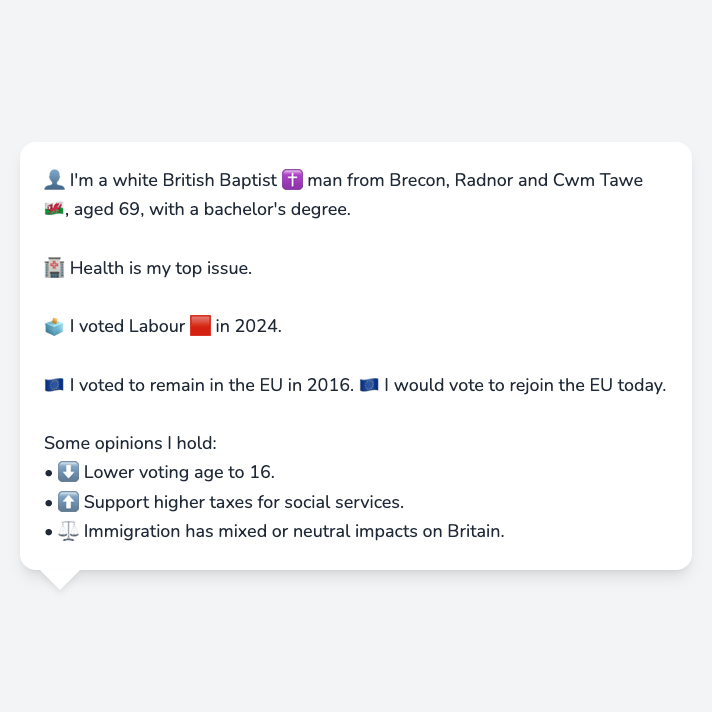 👤 I'm a white British Baptist ✝️ man from Brecon, Radnor and Cwm Tawe
🏴󠁧󠁢󠁷󠁬󠁳󠁿, aged 69, with a bachelor's degree.
🏥 Health is my top issue.
🗳️ I voted Labour 🟥 in 2024.
🇪🇺 I voted to remain in the EU in 2016. 🇪🇺 I would vote to rejoin the EU today.
Some opinions I hold:
• ⬇️ Lower voting age to 16.
• ⬆️ Support higher taxes for social services.
• ⚖️ Immigration has mixed or neutral impacts on Britain.